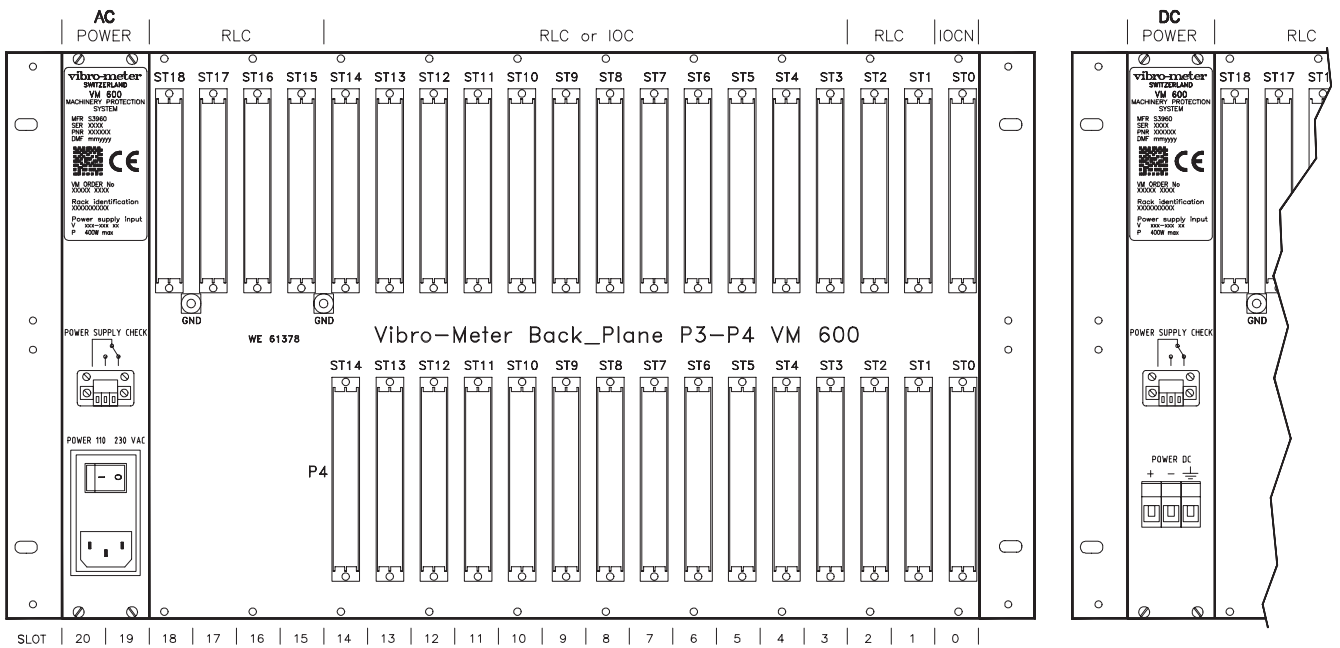 AC
POWER RLC RLC or IOC RLC IOCN
vibro-meter
SWITZERLAND
VM 600
MACHINERY PROTECTION
SYSTEM
MFR S3960
SER XXXX
PNR XXXXXX
DMF mmyyyy
CE
VM ORDER No
XXXXX XXXX
Rack identification
XXXXXXXXXX
Power supply input
V xxx-xxx xx
P 400W max
ST18 ST17 ST16 ST15 ST14 ST13 ST12 ST11 ST10 ST9 ST8 ST7 ST6 ST5 ST4 ST3 ST2 ST1 ST0
GND GND
POWER SUPPLY CHECK
WE 61378
Vibro-Meter Back_Plane P3-P4 VM 600
ST14 ST13 ST12 ST11 ST10 ST9 ST8 ST7 ST6 ST5 ST4 ST3 ST2 ST1 ST0
POWER 110 230 VAC
P4
SLOT 20 19 18 17 16 15 14 13 12 11 10 9 8 7 6 5 4 3 2 1 0
DC
POWER RLC
vibro-meter
SWITZERLAND
VM 600
MACHINERY PROTECTION
SYSTEM
MFR S3960
SER XXXX
PNR XXXXXX
DMF mmyyyy
CE
VM ORDER No
XXXXX XXXX
Rack identification
XXXXXXXXXX
Power supply input
V xxx-xxx xx
P 400W max
ST18 ST17 ST1
GND
POWER SUPPLY CHECK
POWER DC
+ −